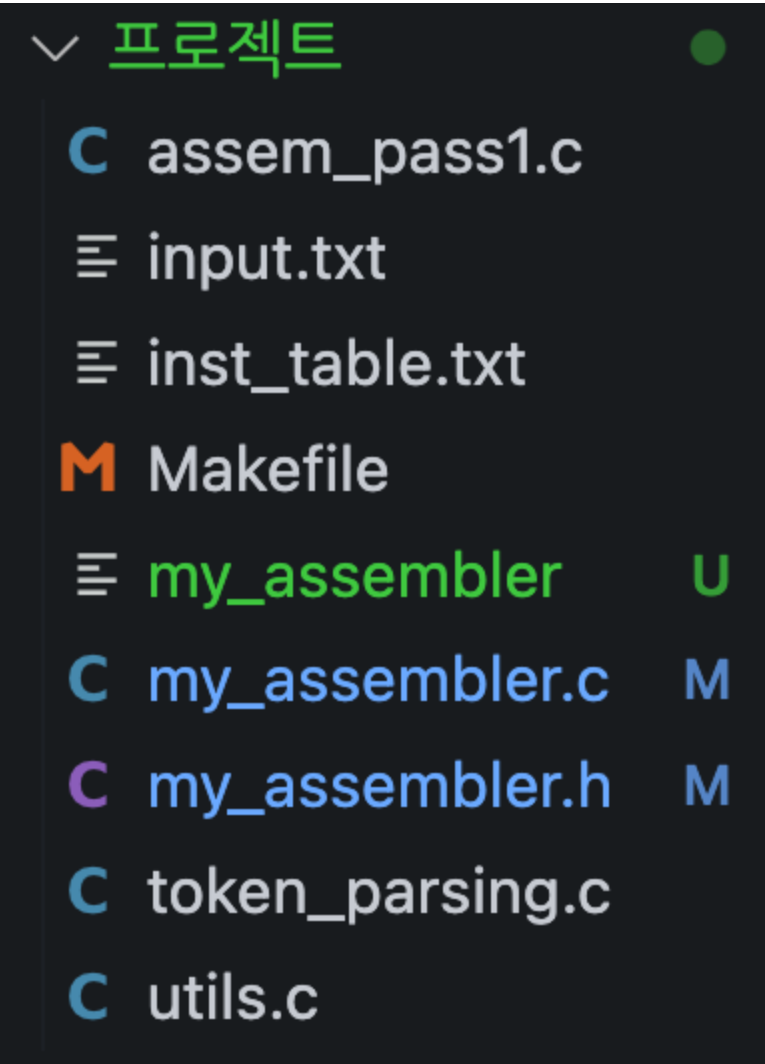 프로젝트
C assem_pass1.c
input.txt
inst_table.txt
M Makefile
my_assembler U
C my_assembler.c M
C my_assembler.h M
C token_parsing.c
C utils.c